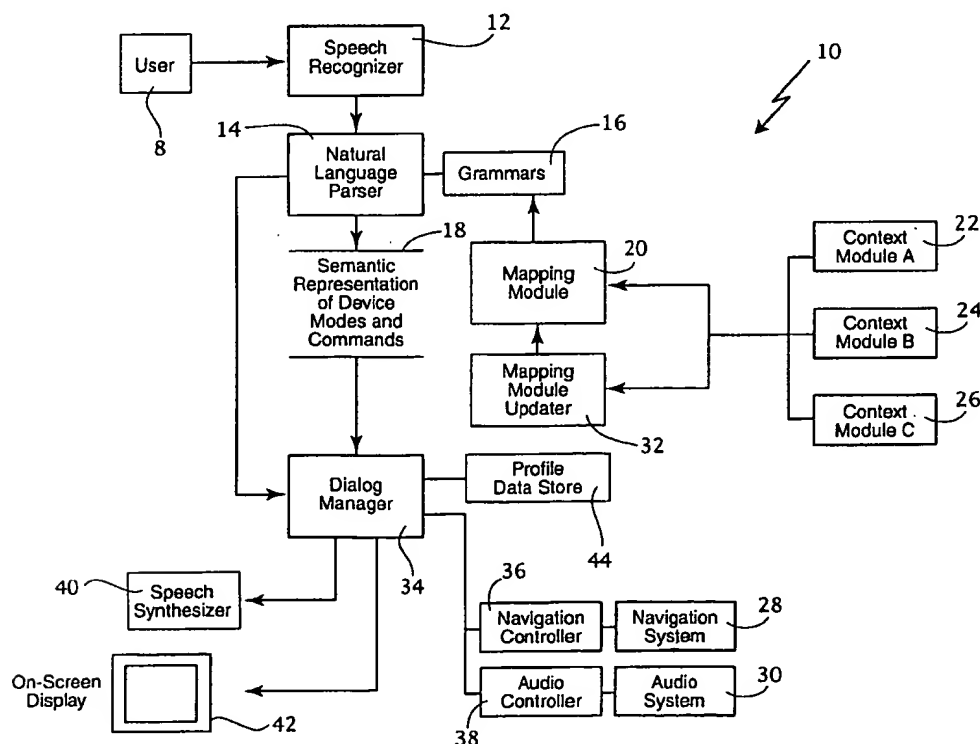 12
Speech
Recognizer
User
8
10
14
Natural
Language
Parser
16
Grammars
18
Semantic
Representation
of Device
Modes and
Commands
20
Mapping
Module
22
Context
Module A
24
Context
Module B
26
Context
Module C
Mapping
Module
Updater
32
Dialog
Manager
34
Profile
Data Store
44
40
Speech
Synthesizer
36
Navigation
Controller
Navigation
System
28
On-Screen
Display
42
Audio
Controller
38
Audio
System
30